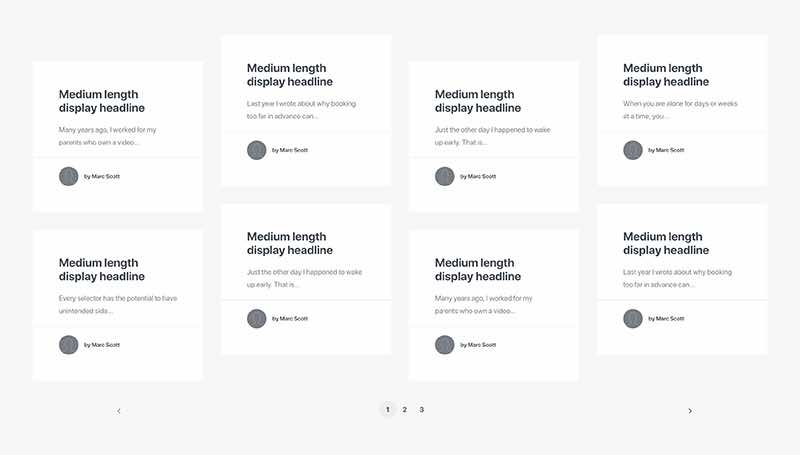 Medium length
display headline
Many years ago, I worked for my
parents who own a video...
by Marc Scott
Medium length
display headline
Last year I wrote about why booking
too far in advance can...
by Marc Scott
Medium length
display headline
Just the other day I happened to wake
up early. That is...
by Marc Scott
Medium length
display headline
When you are alone for days or weeks
at a time, you ...
by Marc Scott
Medium length
display headline
Every selector has the potential to have
unintended side...
by Marc Scott
Medium length
display headline
Just the other day I happened to wake
up early. That is...
by Marc Scott
Medium length
display headline
Many years ago, I worked for my
parents who own a video...
by Marc Scott
Medium length
display headline
Last year I wrote about why booking
too far in advance can...
by Marc Scott
1 2 3